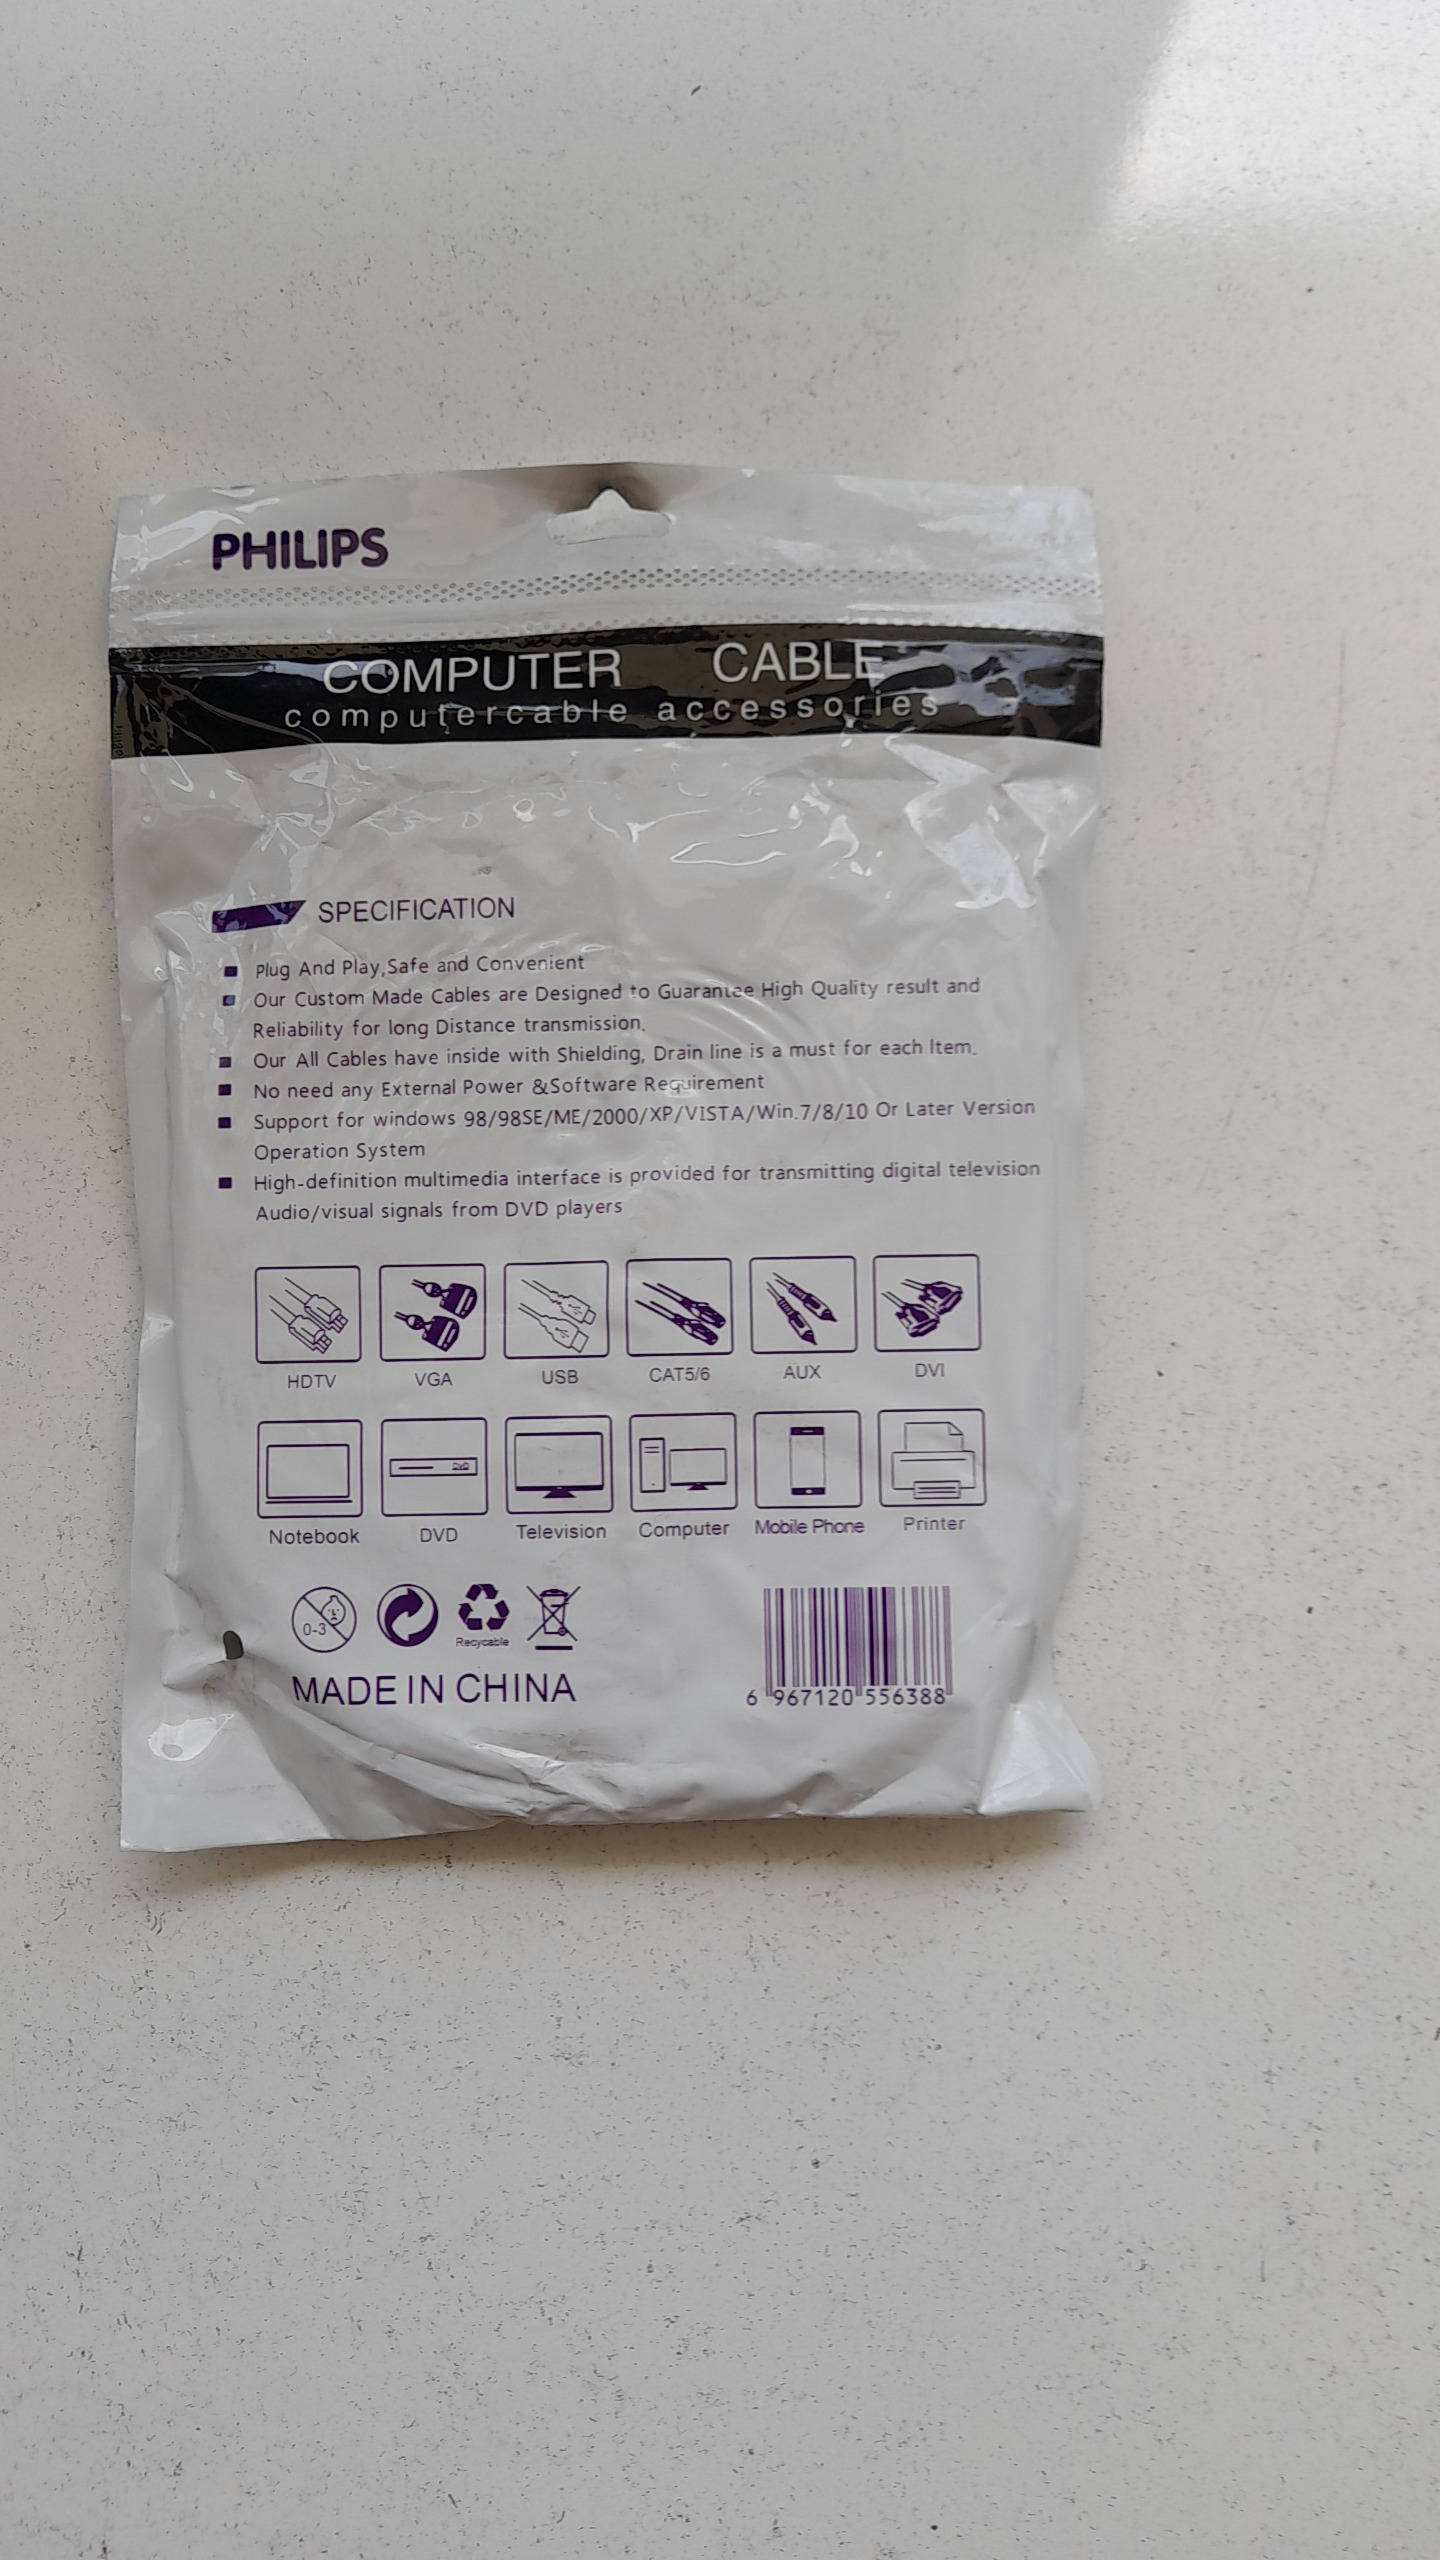 PHILIPS
COMPUTER CABLE
computercable accessories
SPECIFICATION
Plug And Play,Safe and Convenient
Our Custom Made Cables are Designed to Guarantee High Quality result and
Reliability for long Distance transmission.
Our All Cables have inside with Shielding, Drain line is a must for each Item.
No need any External Power &Software Requirement
Support for windows 98/98SE/ME/2000/XP/VISTA/Win.7/8/10 Or Later Version
Operation System
High-definition multimedia interface is provided for transmitting digital television
Audio/visual signals from DVD players
HDTV VGA USB CAT5/6 AUX DVI
DVD
Notebook DVD Television Computer Mobile Phone Printer
0-3
Recycable
MADE IN CHINA
6 967120 556388